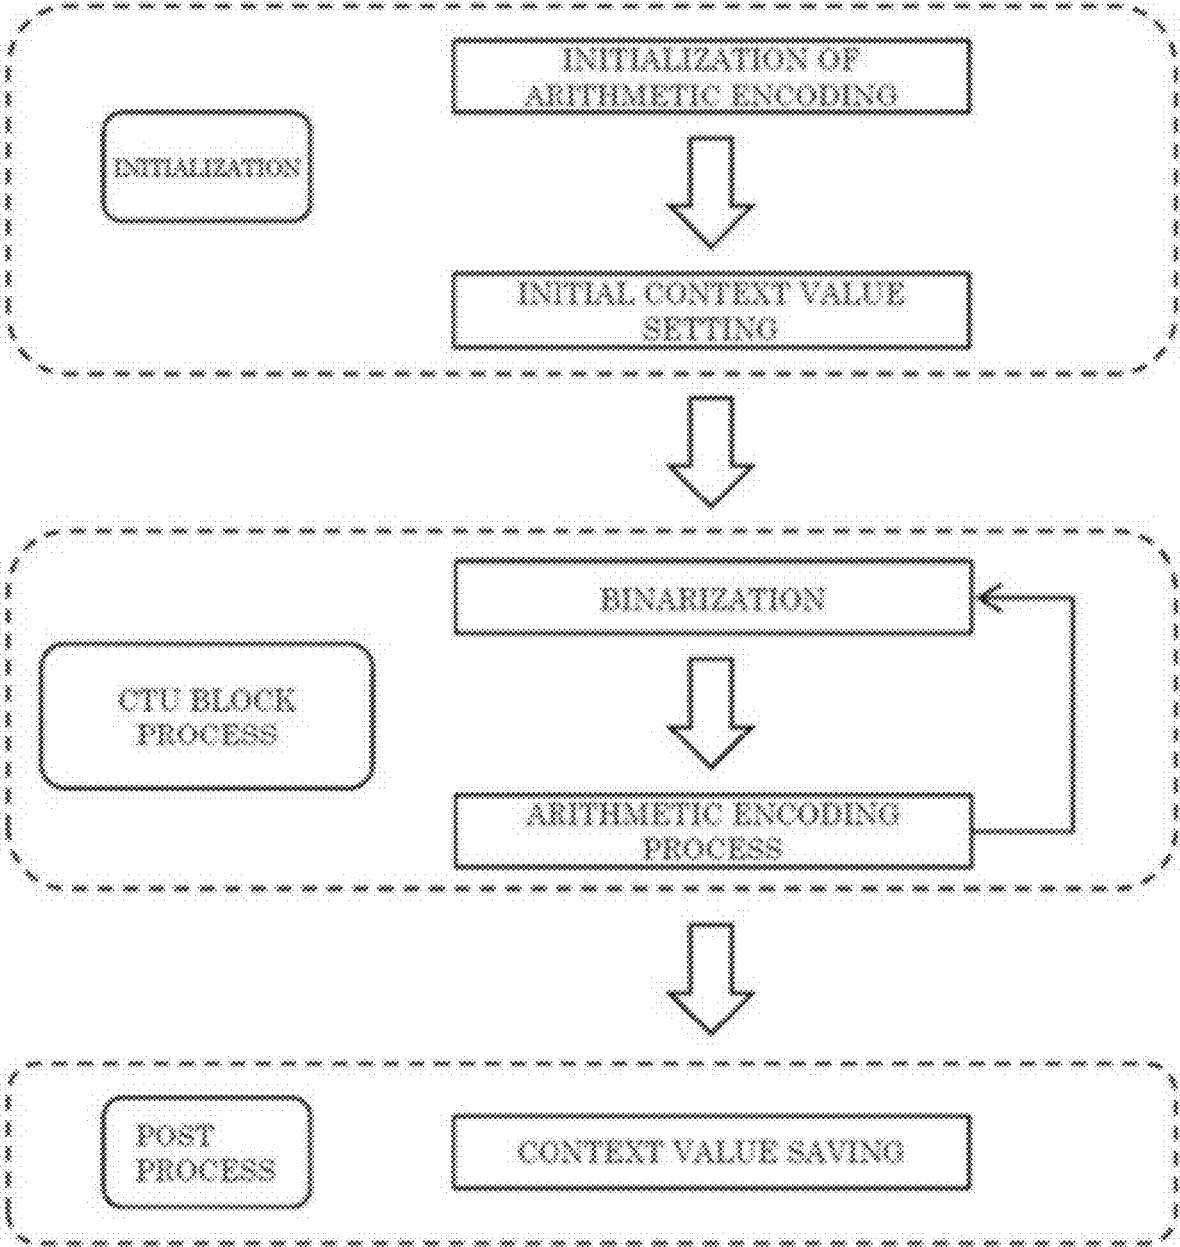 INITIALIZATION OF
ARITHMETIC ENCODING
INITIALIZATION
INITIAL CONTEXT VALUE
SETTING
BINARIZATION
CTU BLOCK
PROCESS
ARITHMETIC ENCODING
PROCESS
POST
PROCESS
CONTEXT VALUE SAVING